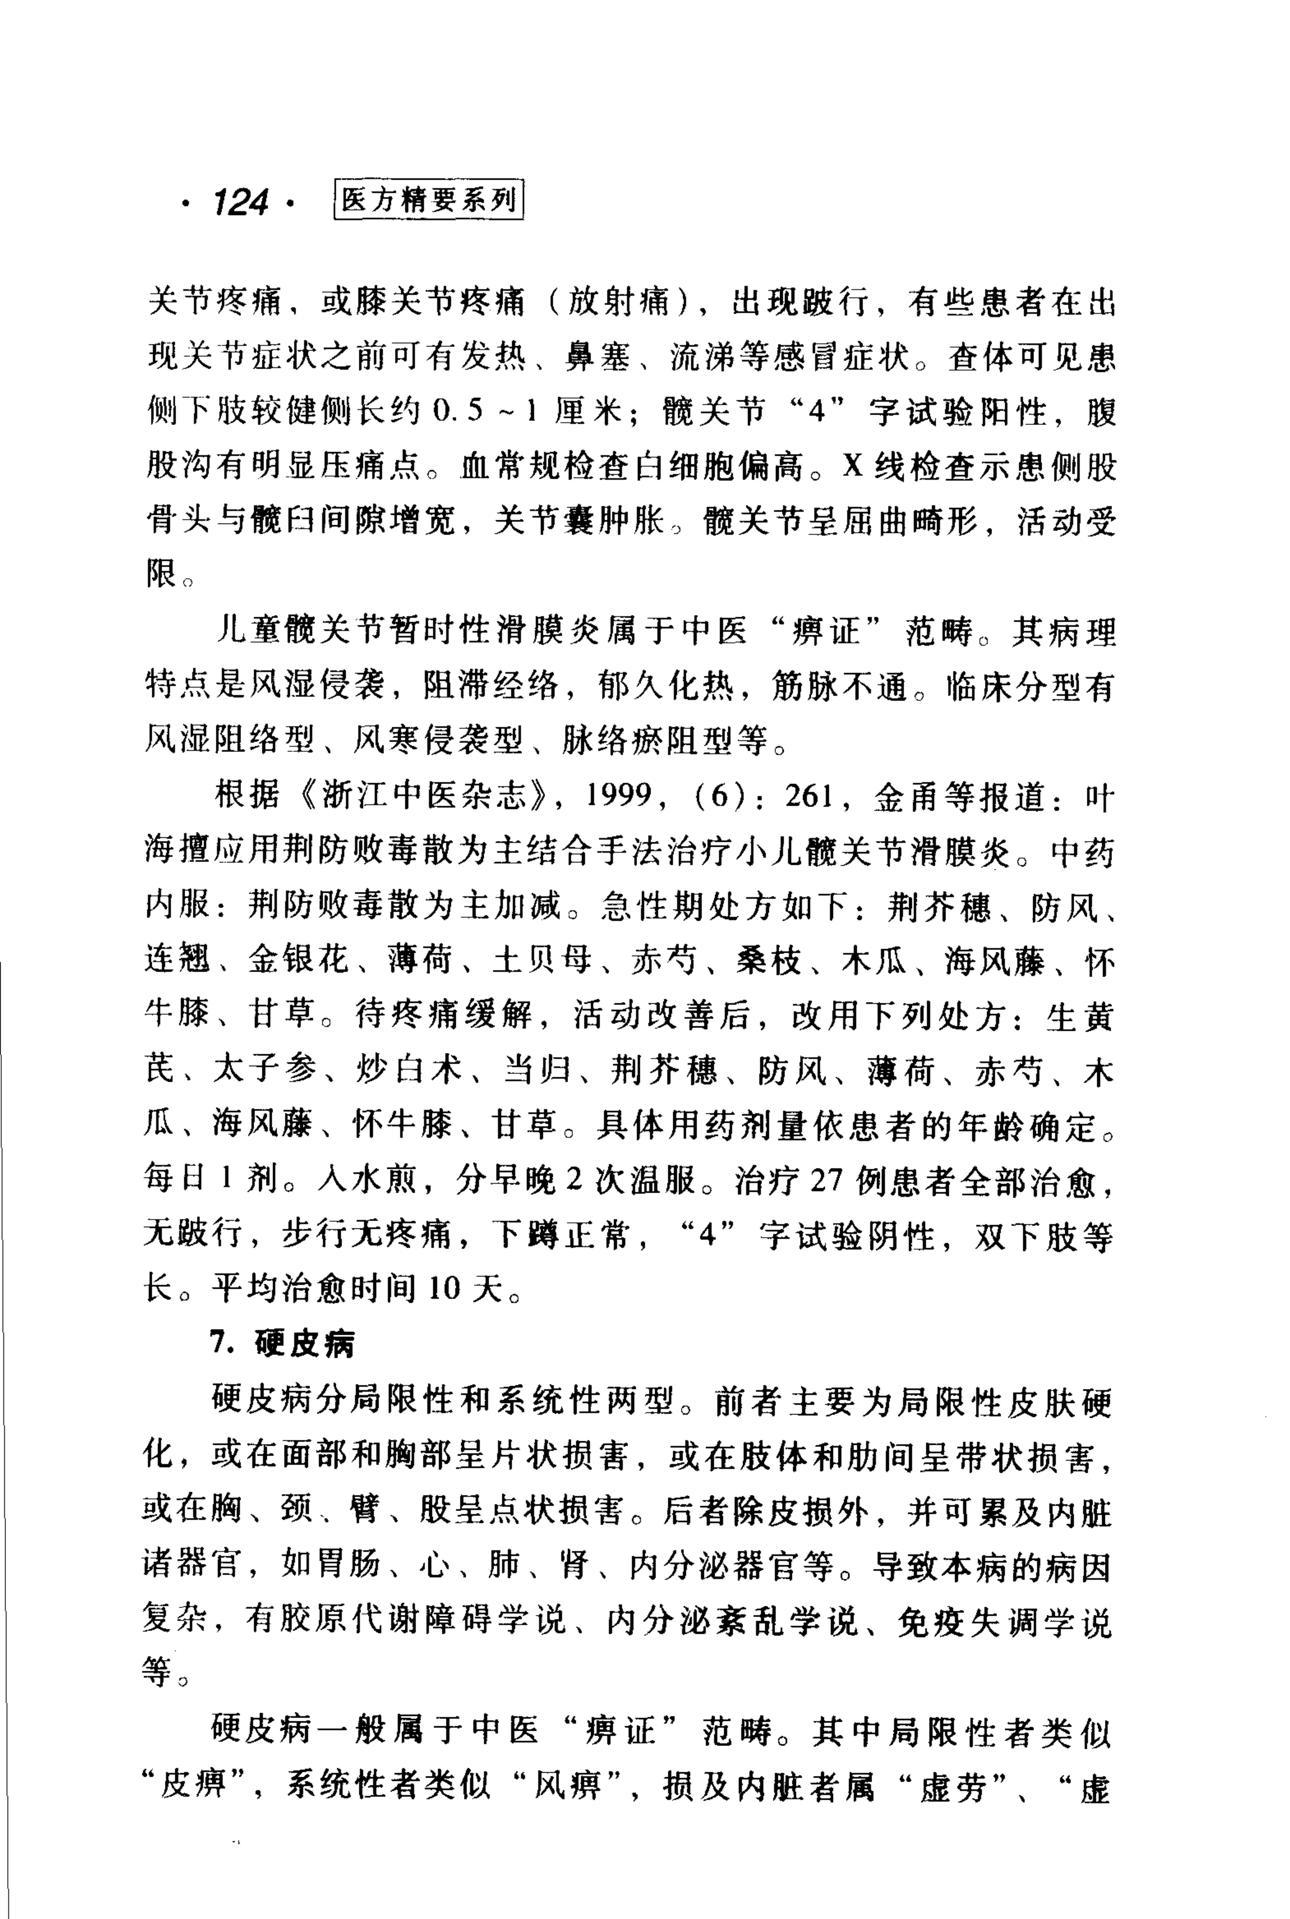 ·124· 医方精要系列
关节疼痛，或膝关节疼痛（放射痛），出现跛行，有些患者在出
现关节症状之前可有发热、鼻塞、流涕等感冒症状。查体可见患
侧下肢较健侧长约 0.5～1 厘米；髋关节“4”字试验阳性，腹
股沟有明显压痛点。血常规检查白细胞偏高。X 线检查示患侧股
骨头与髋臼间隙增宽，关节囊肿胀。髋关节呈屈曲畸形，活动受
限。
儿童髋关节暂时性滑膜炎属于中医“痹证”范畴。其病理
特点是风湿侵袭，阻滞经络，郁久化热，筋脉不通。临床分型有
风湿阻络型、风寒侵袭型、脉络瘀阻型等。
根据《浙江中医杂志》，1999，（6）：261，金甬等报道：叶
海擅应用荆防败毒散为主结合手法治疗小儿髋关节滑膜炎。中药
内服：荆防败毒散为主加减。急性期处方如下：荆芥穗、防风、
连翘、金银花、薄荷、土贝母、赤芍、桑枝、木瓜、海风藤、怀
牛膝、甘草。待疼痛缓解，活动改善后，改用下列处方：生黄
芪、太子参、炒白术、当归、荆芥穗、防风、薄荷、赤芍、木
瓜、海风藤、怀牛膝、甘草。具体用药剂量依患者的年龄确定。
每日 1 剂。入水煎，分早晚 2 次温服。治疗 27 例患者全部治愈，
无跛行，步行无疼痛，下蹲正常，“4”字试验阴性，双下肢等
长。平均治愈时间 10 天。
7. 硬皮病
硬皮病分局限性和系统性两型。前者主要为局限性皮肤硬
化，或在面部和胸部呈片状损害，或在肢体和肋间呈带状损害，
或在胸、颈、臂、股呈点状损害。后者除皮损外，并可累及内脏
诸器官，如胃肠、心、肺、肾、内分泌器官等。导致本病的病因
复杂，有胶原代谢障碍学说、内分泌紊乱学说、免疫失调学说
等。
硬皮病一般属于中医“痹证”范畴。其中局限性者类似
“皮痹”，系统性者类似“风痹”，损及内脏者属“虚劳”、“虚